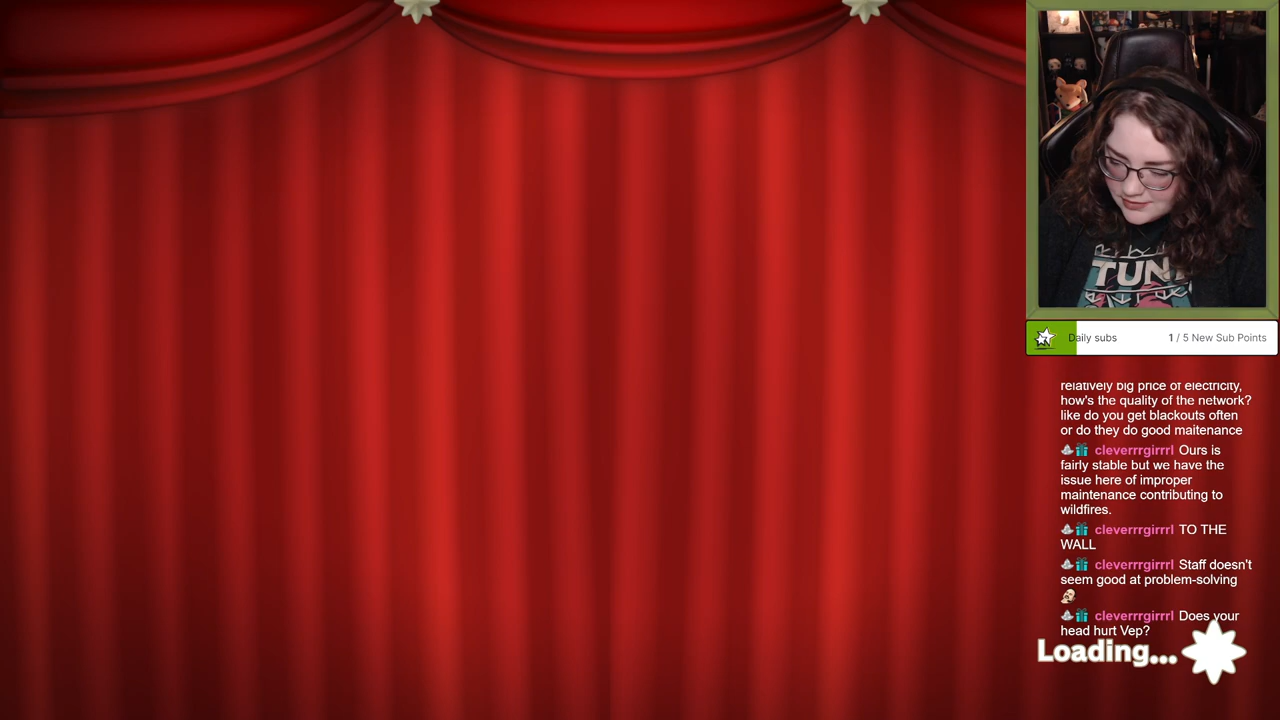 TUNI
Daily subs 1 / 5 New Sub Points
relatively big price of electricity,
how's the quality of the network?
like do you get blackouts often
or do they do good maitenance
cleverrrgirrrl Ours is
fairly stable but we have the
issue here of improper
maintenance contributing to
wildfires.
cleverrrgirrrl TO THE
WALL
cleverrrgirrrl Staff doesn't
seem good at problem-solving
cleverrrgirrrl Does your
head hurt Vep?
Loading...